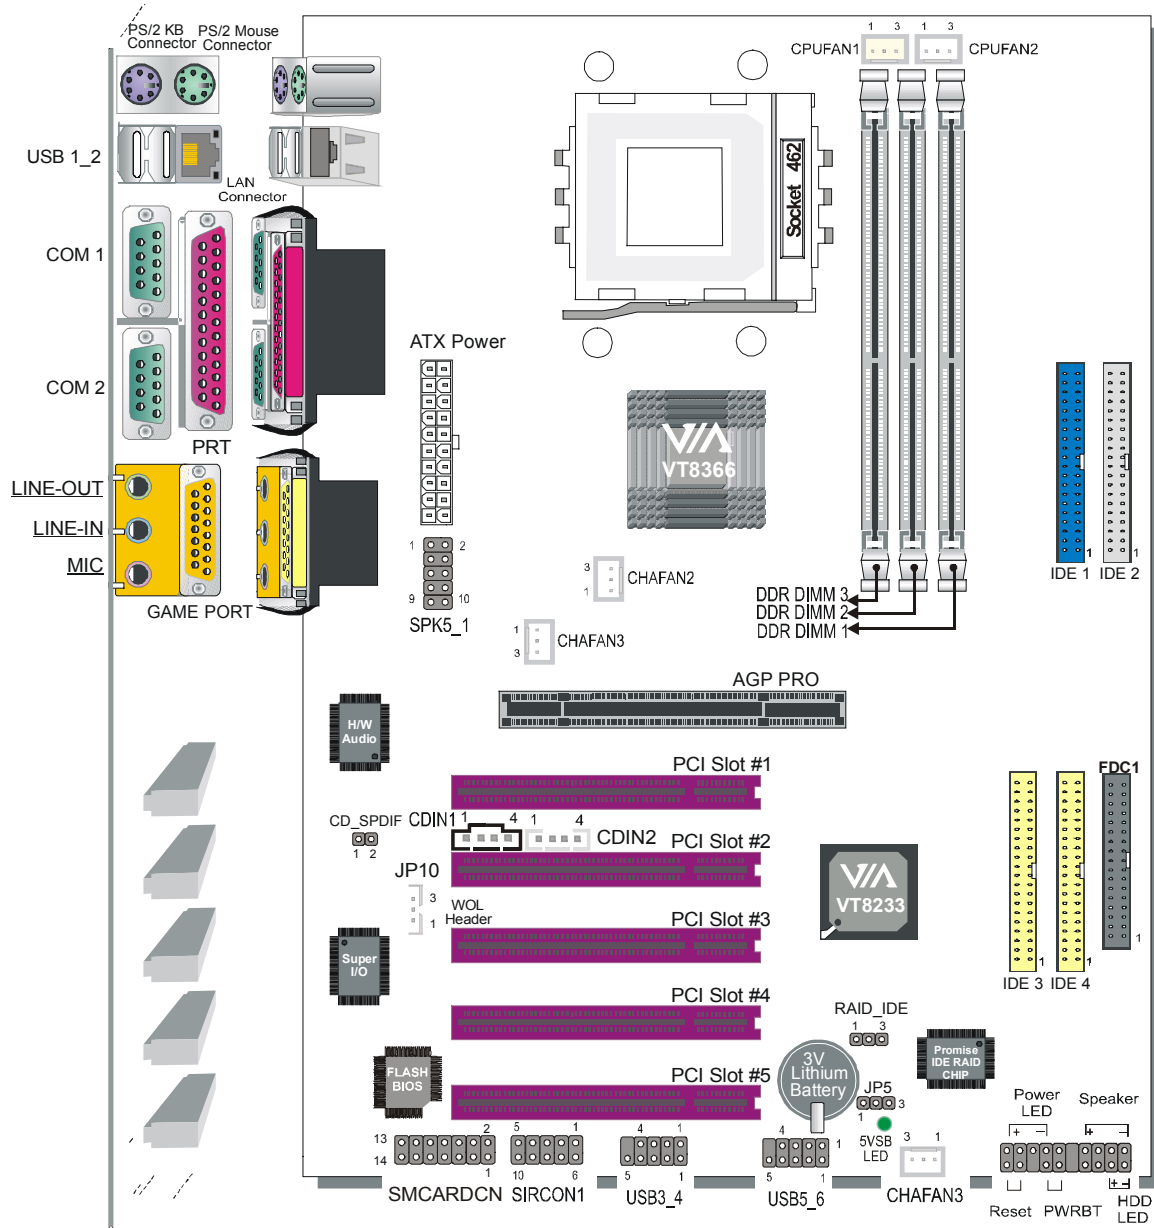 PS/2 KB
Connector
PS/2 Mouse
Connector
1 3
CPUFAN1
1 3
CPUFAN2
USB 1_2
LAN
Connector
Socket 462
COM 1
COM 2
PRT
ATX Power
VIA
VT8366
LINE-OUT
LINE-IN
MIC
GAME PORT
1 2
9 10
SPK5_1
3
1
CHAFAN2
1
3
CHAFAN3
1
IDE 1
1
IDE 2
DDR DIMM 3
DDR DIMM 2
DDR DIMM 1
AGP PRO
H/W
Audio
PCI Slot #1
FDC1
1
CD_SPDIF
1 2
CDIN1
1 4
1 4
CDIN2
PCI Slot #2
JP10
3
1
WOL
Header
VIA
VT8233
PCI Slot #3
Super
I/O
1
IDE 3
1
IDE 4
PCI Slot #4
RAID_IDE
1 3
FLASH
BIOS
3V
Lithium
Battery
Promise
IDE RAID
CHIP
PCI Slot #5
JP5
1 3
5VSB
LED
Power
LED
Speaker
+ −
+ −
13 2
14 1
SMCARDCN
5 1
10 6
SIRCON1
4 1
5 1
USB3_4
4 1
5 1
USB5_6
3 1
CHAFAN3
Reset
PWRBT
+ −
HDD
LED